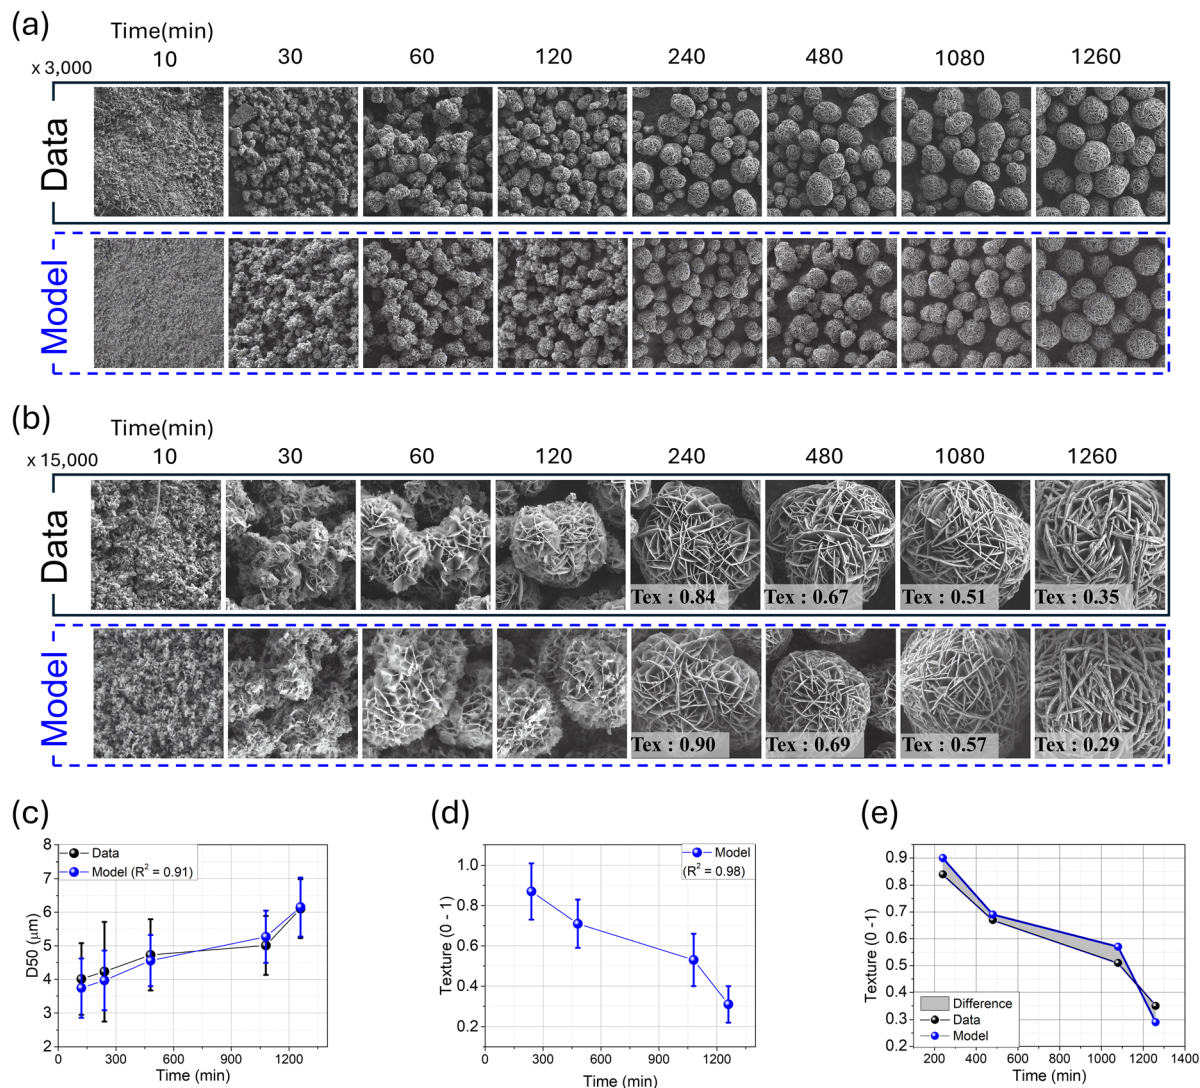 (a)
Time(min)
x 3,000 10 30 60 120 240 480 1080 1260
Data
Model
(b)
Time(min)
x 15,000 10 30 60 120 240 480 1080 1260
Data
Tex : 0.84 Tex : 0.67 Tex : 0.51 Tex : 0.35
Model
Tex : 0.90 Tex : 0.69 Tex : 0.57 Tex : 0.29
(c)
8
7
6
5
4
3
2
D50 (μm)
Data
Model (R² = 0.91)
0 300 600 900 1200
Time (min)
(d)
1.0
0.8
0.6
0.4
0.2
Texture (0 - 1)
Model
(R² = 0.98)
300 600 900 1200
Time (min)
(e)
0.9
0.8
0.7
0.6
0.5
0.4
0.3
0.2
Texture (0 -1)
Difference
Data
Model
200 400 600 800 1000 1200 1400
Time (min)